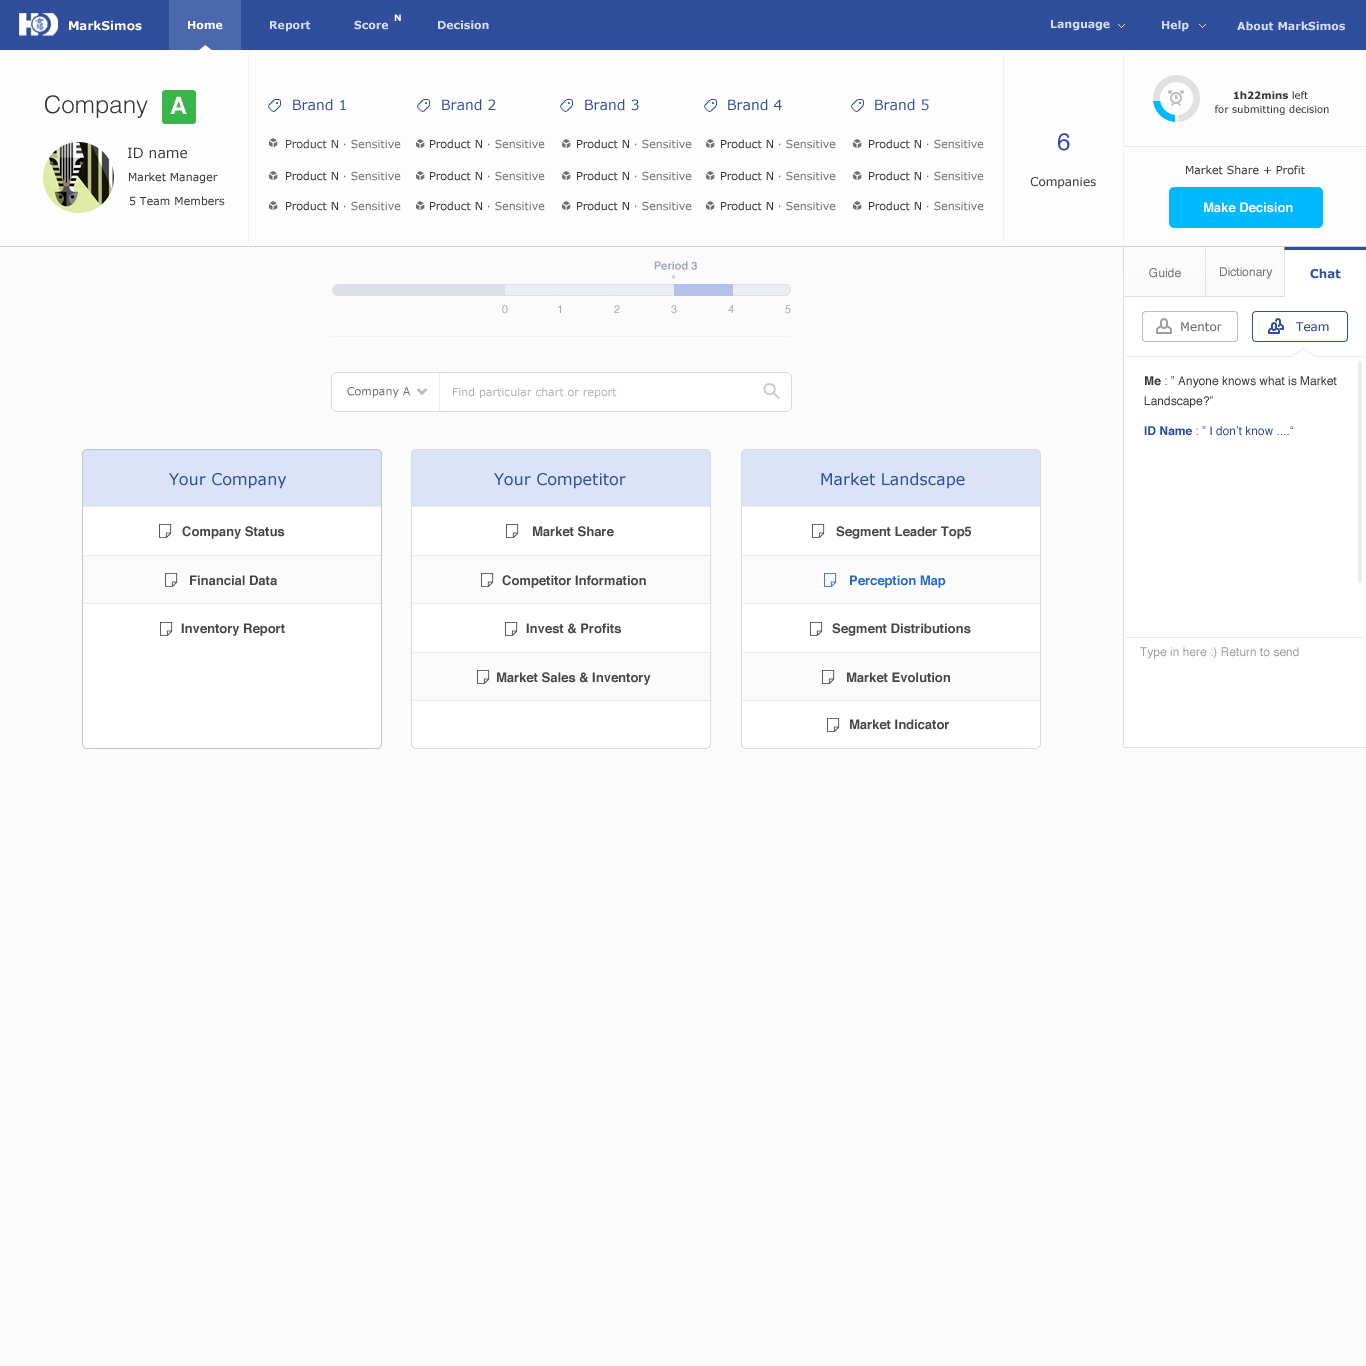 MarkSimos
Home
Report
Score N
Decision
Language
Help
About MarkSimos
Company A
ID name
Market Manager
5 Team Members
Brand 1
Product N · Sensitive
Product N · Sensitive
Product N · Sensitive
Brand 2
Product N · Sensitive
Product N · Sensitive
Product N · Sensitive
Brand 3
Product N · Sensitive
Product N · Sensitive
Product N · Sensitive
Brand 4
Product N · Sensitive
Product N · Sensitive
Product N · Sensitive
Brand 5
Product N · Sensitive
Product N · Sensitive
Product N · Sensitive
6
Companies
1h22mins left
for submitting decision
Market Share + Profit
Make Decision
Period 3
0 1 2 3 4 5
Company A
Find particular chart or report
Your Company
Company Status
Financial Data
Inventory Report
Your Competitor
Market Share
Competitor Information
Invest & Profits
Market Sales & Inventory
Market Landscape
Segment Leader Top5
Perception Map
Segment Distributions
Market Evolution
Market Indicator
Guide
Dictionary
Chat
Mentor
Team
Me : ” Anyone knows what is Market
Landscape?”
ID Name : ” I don’t know ....“
Type in here :) Return to send